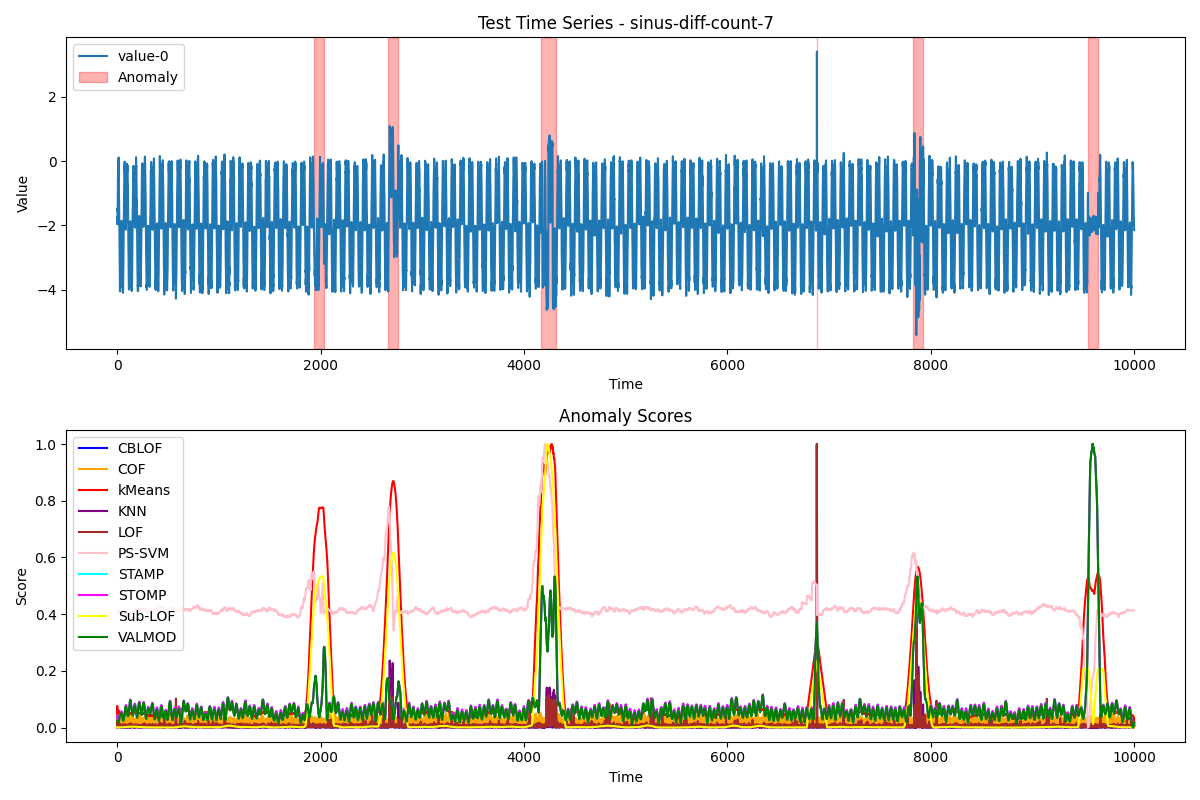 Test Time Series - sinus-diff-count-7
value-0
Anomaly
Value
2
0
−2
−4
0
2000
4000
6000
8000
10000
Time
Anomaly Scores
CBLOF
COF
kMeans
KNN
LOF
PS-SVM
STAMP
STOMP
Sub-LOF
VALMOD
Score
1.0
0.8
0.6
0.4
0.2
0.0
0
2000
4000
6000
8000
10000
Time